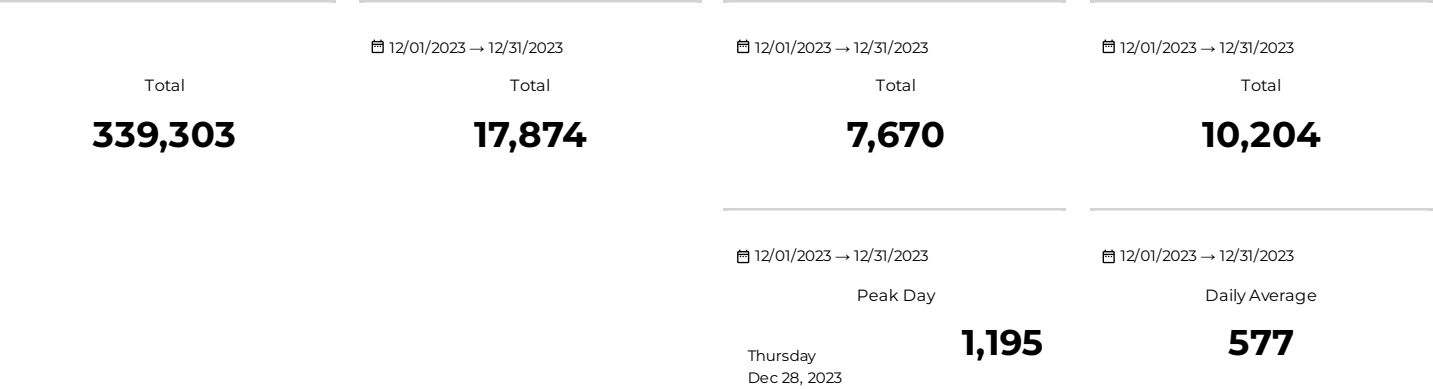 12/01/2023 → 12/31/2023
12/01/2023 → 12/31/2023
12/01/2023 → 12/31/2023
Total
Total
Total
Total
339,303
17,874
7,670
10,204
12/01/2023 → 12/31/2023
12/01/2023 → 12/31/2023
Peak Day
Daily Average
1,195
577
Thursday
Dec 28, 2023